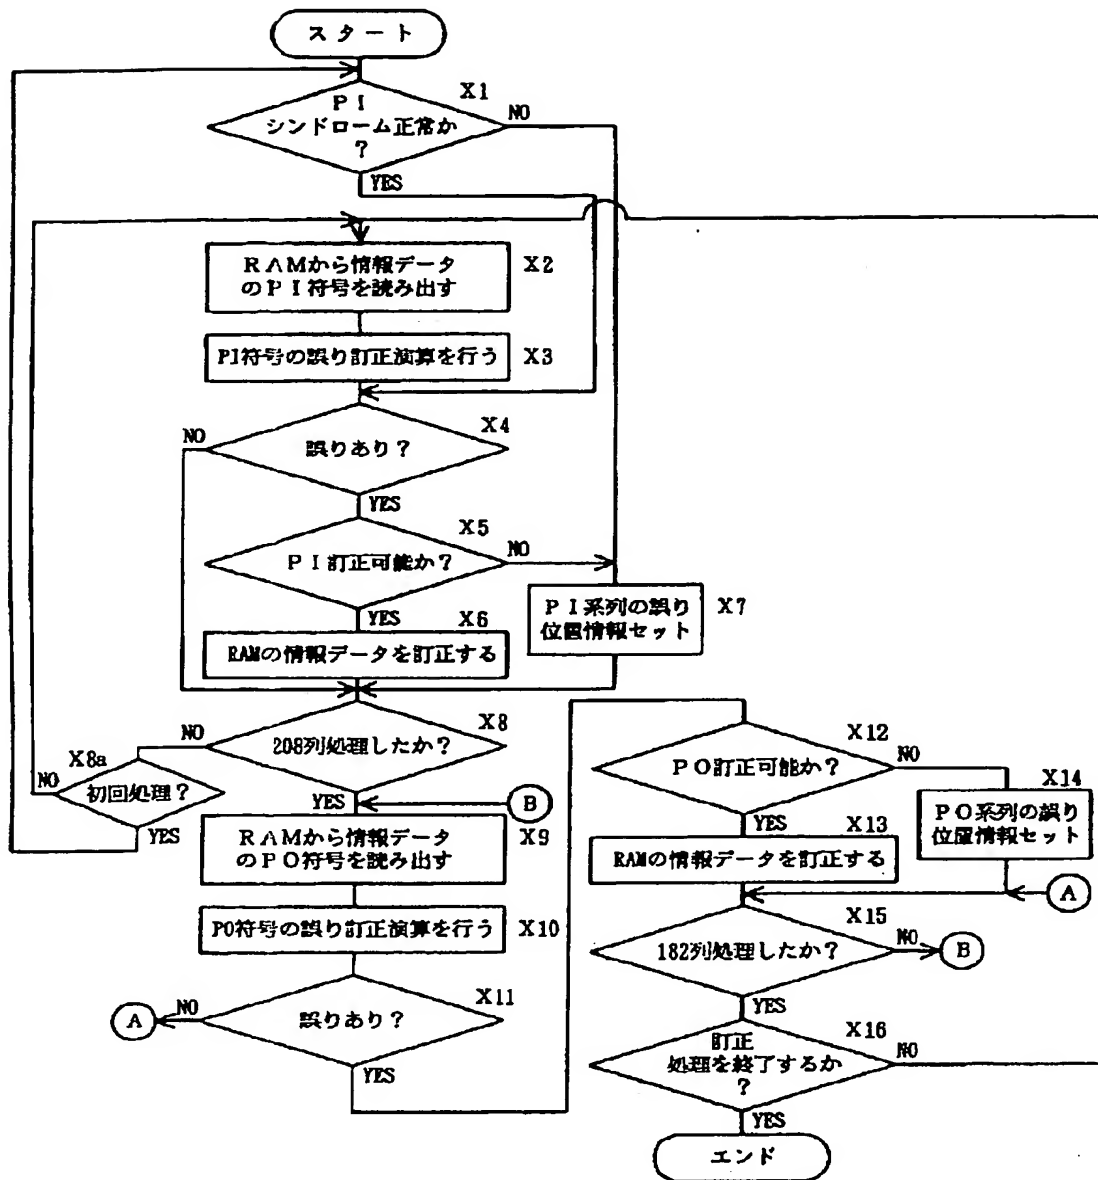 スタート
X1
PI
シンドローム正常か
?
NO
YES
RAMから情報データ
のPI符号を読み出す
X2
PI符号の誤り訂正演算を行う
X3
X4
NO
誤りあり?
YES
X5
PI訂正可能か?
NO
YES
X6
RAMの情報データを訂正する
PI系列の誤り
位置情報セット
X7
X8
NO
208列処理したか?
YES
X8a
NO
初回処理?
YES
B
RAMから情報データ
のPO符号を読み出す
X9
PO符号の誤り訂正演算を行う
X10
X11
A
NO
誤りあり?
YES
X12
PO訂正可能か?
NO
YES
X13
RAMの情報データを訂正する
X14
PO系列の誤り
位置情報セット
A
X15
182列処理したか?
NO
B
YES
X16
訂正
処理を終了するか
?
NO
YES
エンド